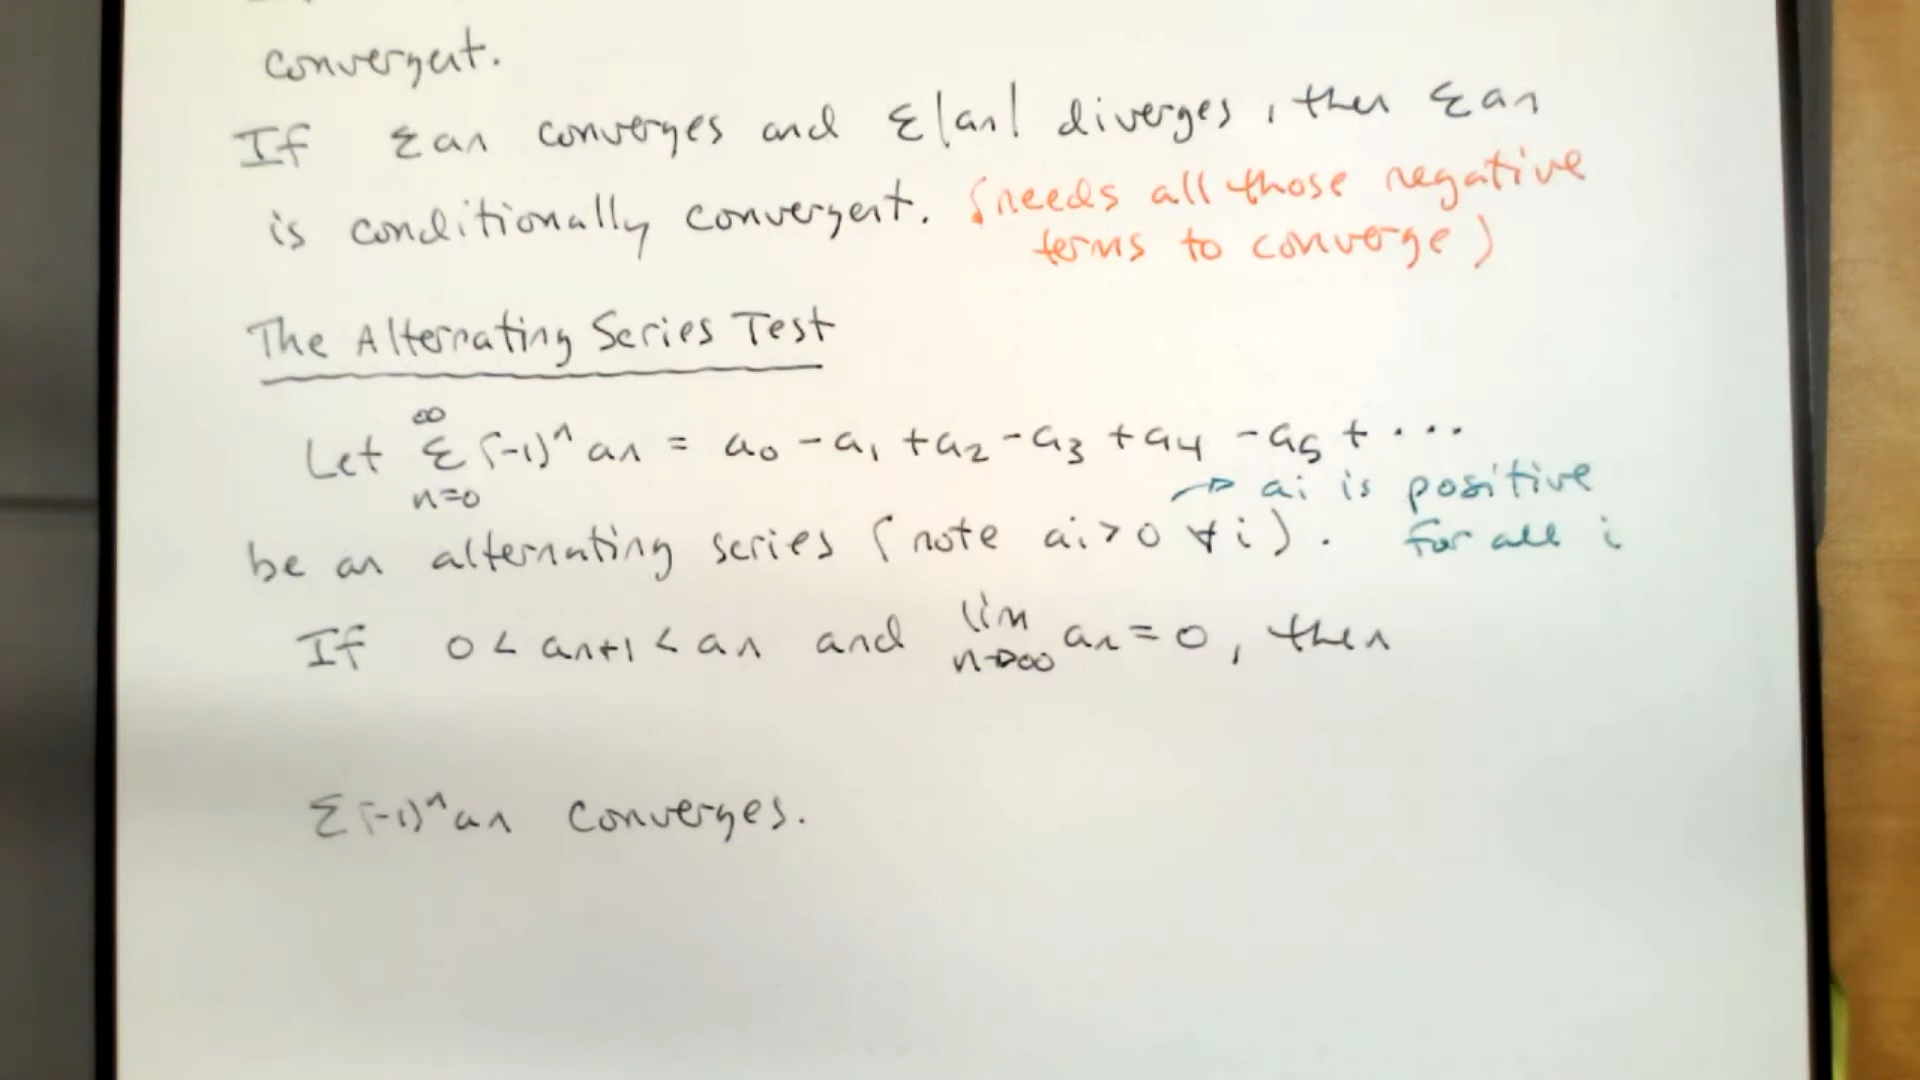 convergent.
If Σan converges and Σ|an| diverges, then Σan
is conditionally convergent. (needs all those negative
terms to converge)
The Alternating Series Test
Let ∞Σn=0 (-1)^n an = a0 - a1 + a2 - a3 + a4 - a5 + ...
→ ai is positive
be an alternating series (note ai > 0 ∀ i). for all i
If 0 < an+1 < an and lim n→∞ an = 0, then
Σ(-1)^n an converges.